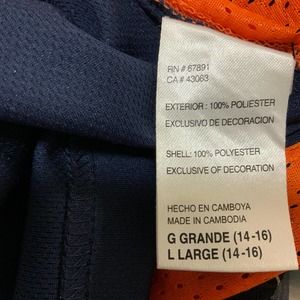 RN # 67891
CA # 43063
EXTERIOR : 100% POLIESTER
EXCLUSIVO DE DECORACION
SHELL: 100% POLYESTER
EXCLUSIVE OF DECORATION
HECHO EN CAMBOYA
MADE IN CAMBODIA
G GRANDE (14-16)
L LARGE (14-16)